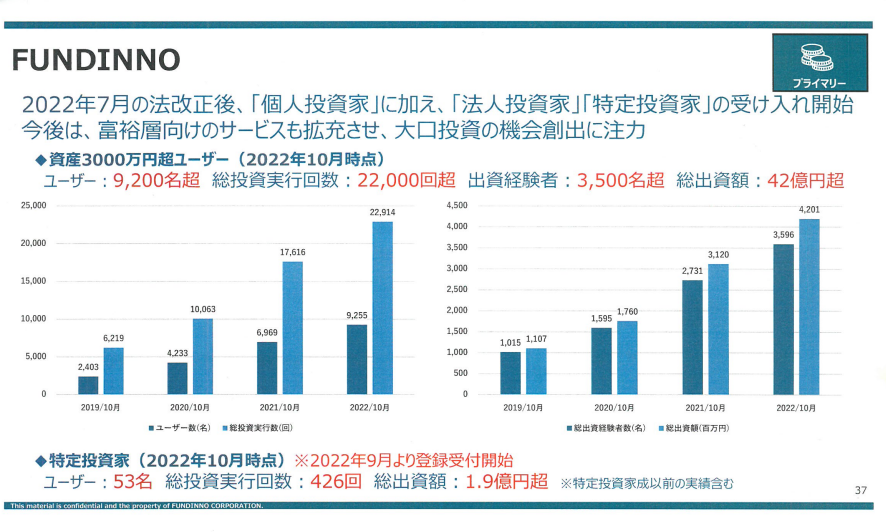 FUNDINNO
プライマリー
2022年7月の法改正後、「個人投資家」に加え、「法人投資家」「特定投資家」の受け入れ開始
今後は、富裕層向けのサービスも拡充させ、大口投資の機会創出に注力
◆資産3000万円超ユーザー（2022年10月時点）
ユーザー：9,200名超 総投資実行回数：22,000回超 出資経験者：3,500名超 総出資額：42億円超
25,000
20,000
15,000
10,000
5,000
0
2,403
6,219
4,233
10,063
6,969
17,616
9,255
22,914
2019/10月
2020/10月
2021/10月
2022/10月
■ユーザー数(名) ■総投資実行数(回)
4,500
4,000
3,500
3,000
2,500
2,000
1,500
1,000
500
0
1,015
1,107
1,595
1,760
2,731
3,120
3,596
4,201
2019/10月
2020/10月
2021/10月
2022/10月
■総出資経験者数(名) ■総出資額(百万円)
◆特定投資家（2022年10月時点）※2022年9月より登録受付開始
ユーザー：53名 総投資実行回数：426回 総出資額：1.9億円超 ※特定投資家成以前の実績含む
37
This material is confidential and the property of FUNDINNO CORPORATION.